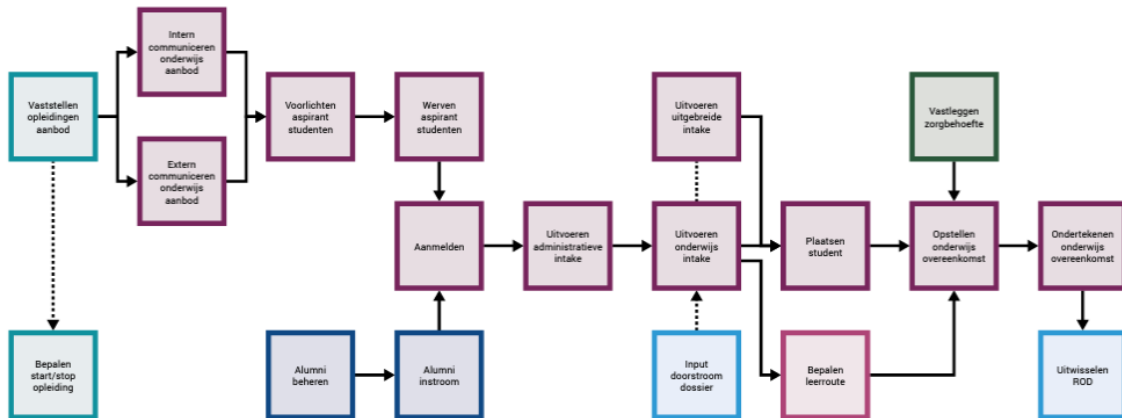 Intern
communiceren
onderwijs
aanbod
Vaststellen
opleidingen
aanbod
Voorlichten
aspirant
studenten
Werven
aspirant
studenten
Uitvoeren
uitgebreide
intake
Vastleggen
zorgbehoefte
Extern
communiceren
onderwijs
aanbod
Aanmelden
Uitvoeren
administratieve
intake
Uitvoeren
onderwijs
intake
Plaatsen
student
Opstellen
onderwijs
overeenkomst
Ondertekenen
onderwijs
overeenkomst
Bepalen
start/stop
opleiding
Alumni
beheren
Alumni
instroom
Input
doorstroom
dossier
Bepalen
leerroute
Uitwisselen
ROD